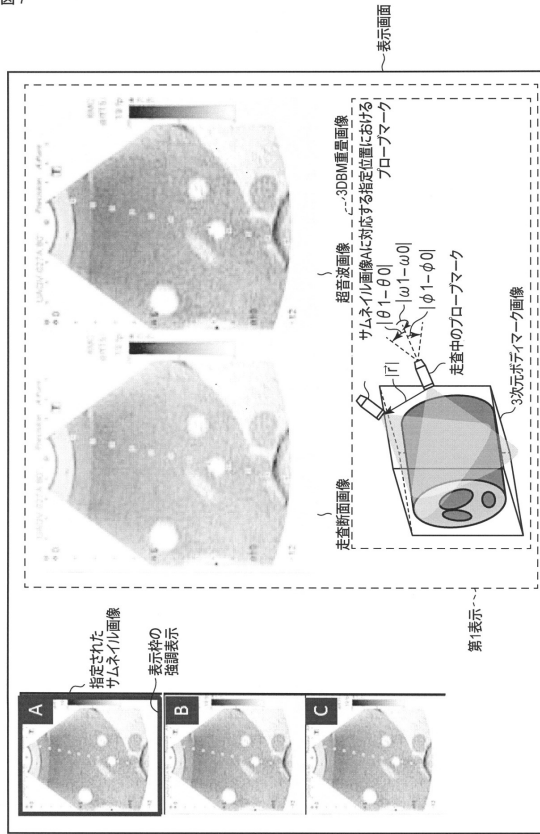 図7
A
B
C
指定された
サムネイル画像
表示枠の
強調表示
走査断面画像
超音波画像
3DBM重畳画像
サムネイル画像Aに対応する指定位置における
プローブマーク
|θ1-θ0|
|ω1-ω0|
|φ1-φ0|
|r|
走査中のプローブマーク
3次元ボディマーク画像
第1表示
表示画面